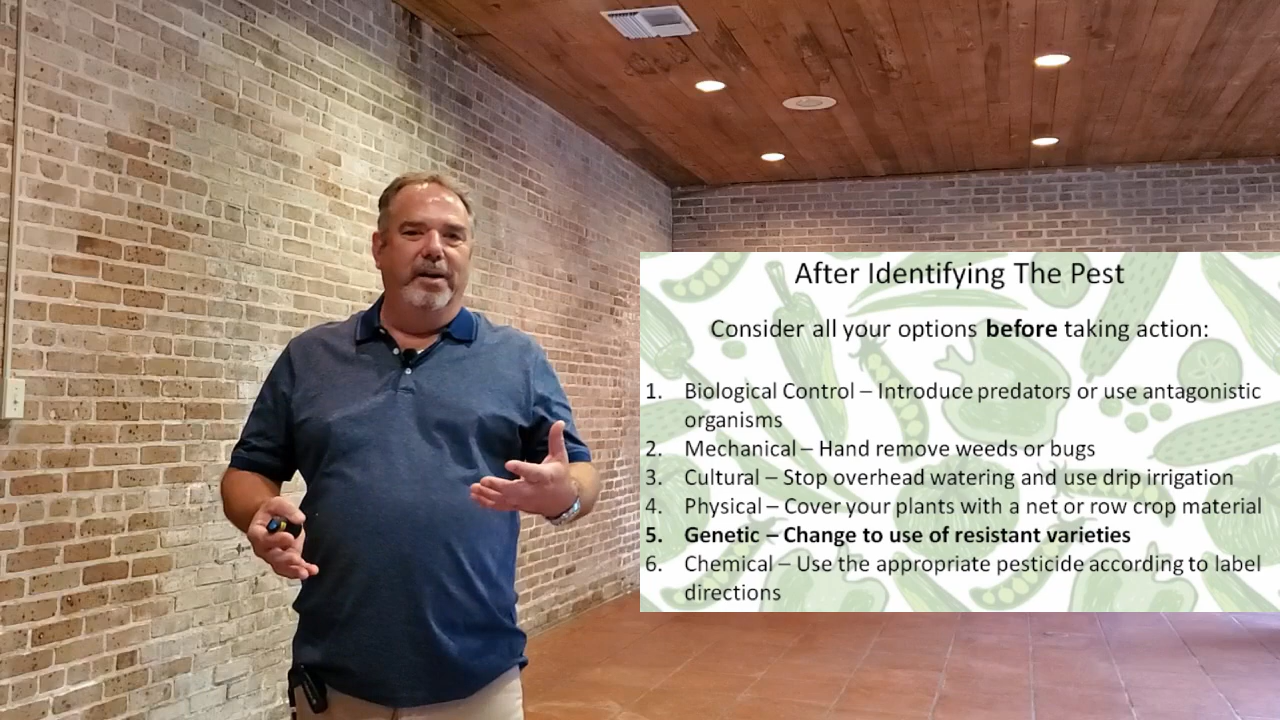 After Identifying The Pest
Consider all your options before taking action:
1. Biological Control – Introduce predators or use antagonistic
organisms
2. Mechanical – Hand remove weeds or bugs
3. Cultural – Stop overhead watering and use drip irrigation
4. Physical – Cover your plants with a net or row crop material
5. Genetic – Change to use of resistant varieties
6. Chemical – Use the appropriate pesticide according to label
directions